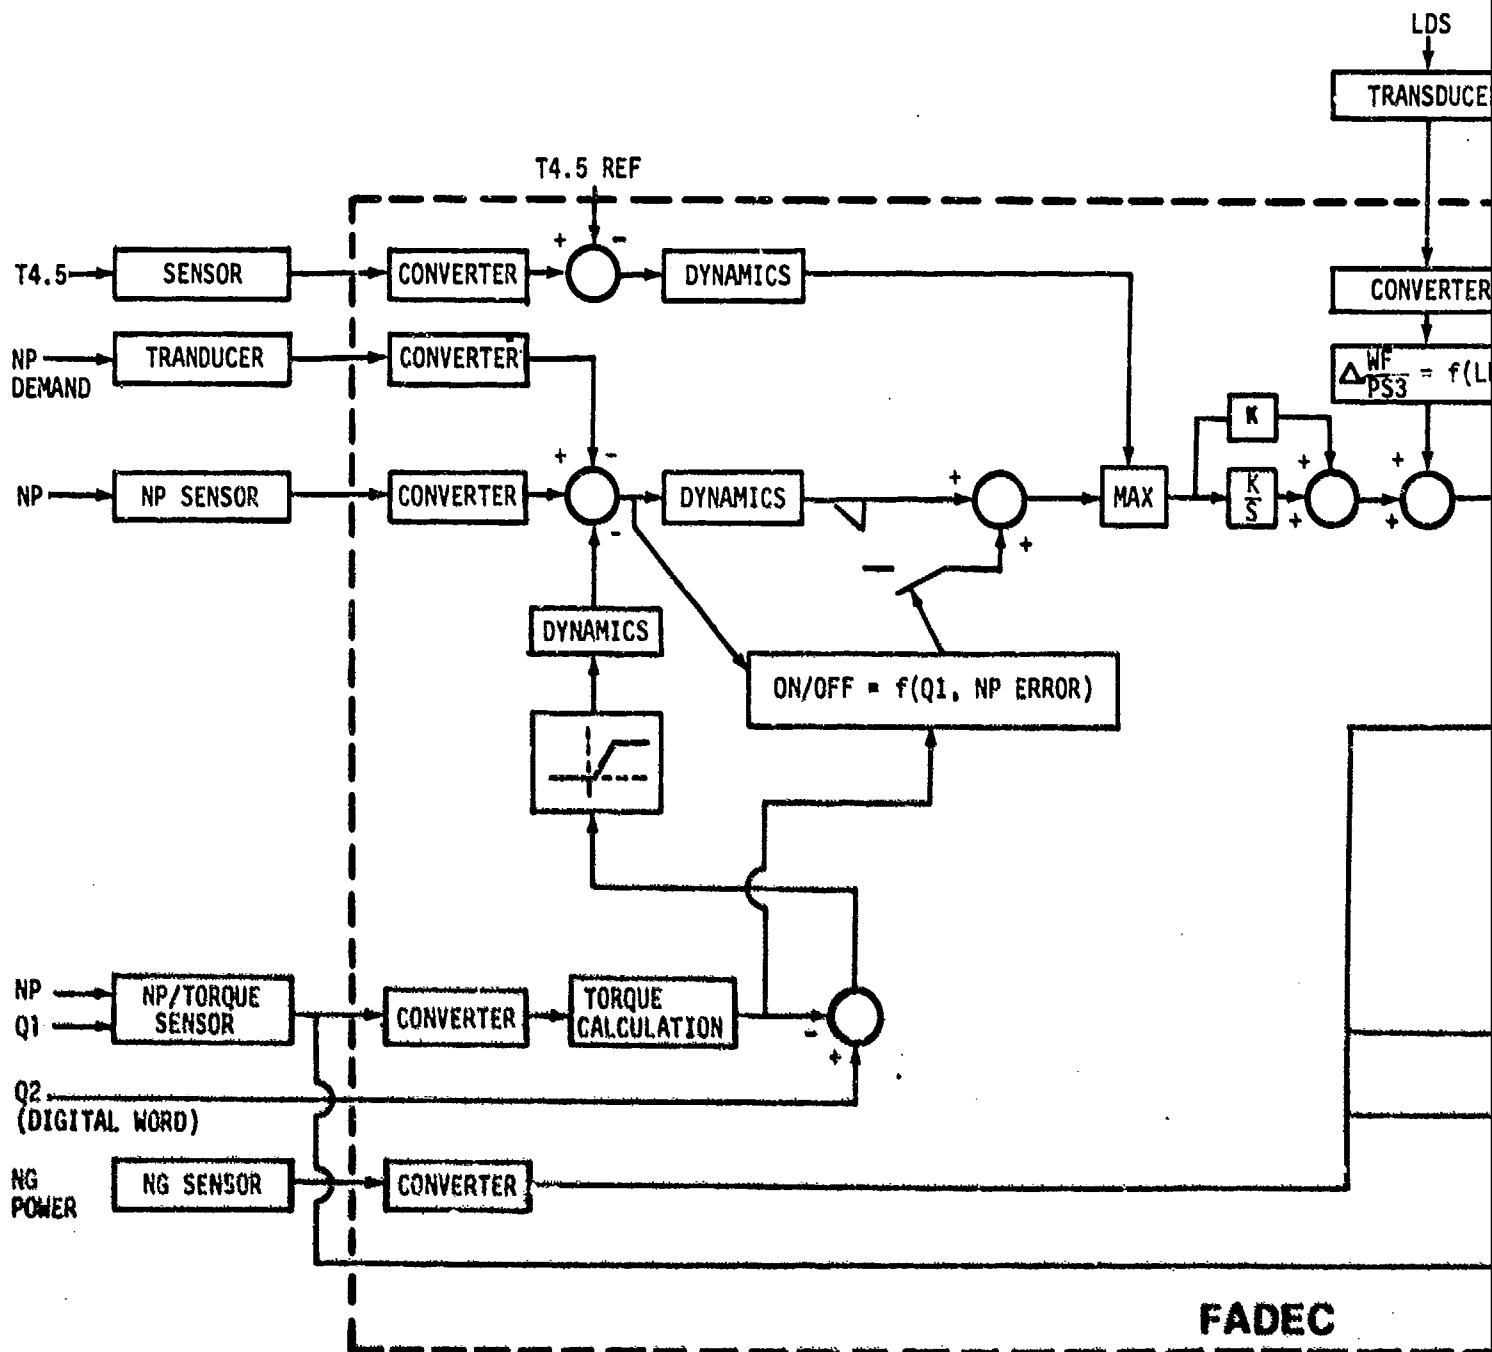 LDS
TRANSDUCE
T4.5 REF
+ -
T4.5 SENSOR CONVERTER DYNAMICS
CONVERTER
NP DEMAND TRANDUCER CONVERTER
Δ WF/PS3 = f(L
K
+ -
+ +
NP NP SENSOR CONVERTER DYNAMICS + MAX K/S
+ +
- +
-
DYNAMICS
ON/OFF = f(Q1, NP ERROR)
NP
Q1
NP/TORQUE
SENSOR
CONVERTER
TORQUE
CALCULATION
-
+
Q2
(DIGITAL WORD)
NG
POWER
NG SENSOR CONVERTER
FADEC